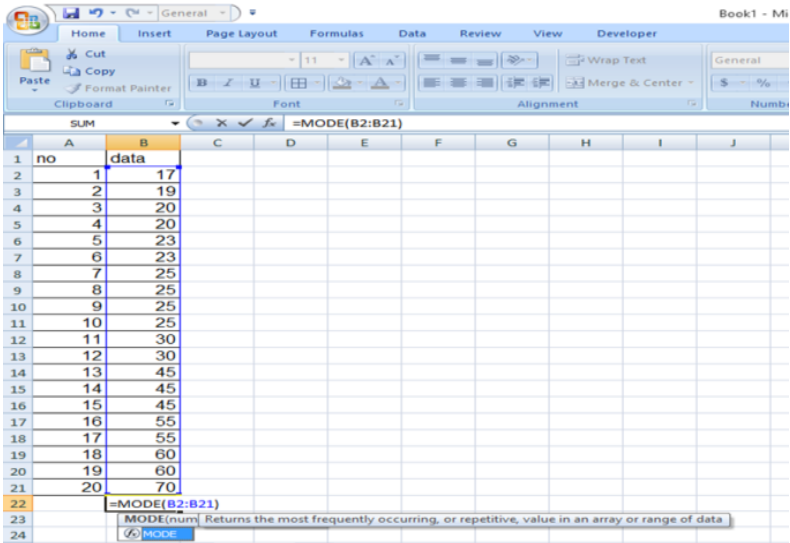 General Book1 - Mi
Home Insert Page Layout Formulas Data Review View Developer
Cut
Copy
Format Painter
Paste
11 A A
B I U A
Wrap Text
Merge & Center
General
$ %
Clipboard Font Alignment Numbe
SUM fx =MODE(B2:B21)
A B C D E F G H I J
1 no data
2 1 17
3 2 19
4 3 20
5 4 20
6 5 23
7 6 23
8 7 25
9 8 25
10 9 25
11 10 25
12 11 30
13 12 30
14 13 45
15 14 45
16 15 45
17 16 55
18 17 55
19 18 60
20 19 60
21 20 70
22 =MODE(B2:B21)
23 MODE(num Returns the most frequently occurring, or repetitive, value in an array or range of data
24 fx MODE